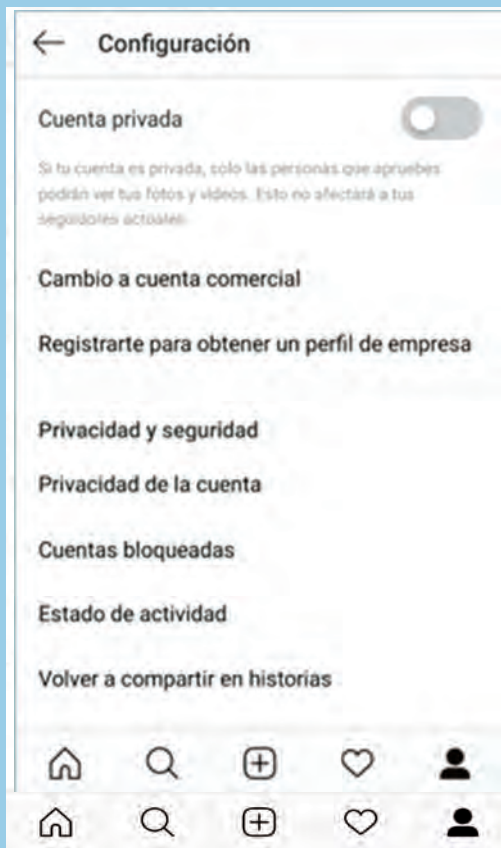 Configuración
Cuenta privada
Si tu cuenta es privada, solo las personas que apruebes
podrán ver tus fotos y videos. Esto no afectará a tus
seguidores actuales.
Cambio a cuenta comercial
Registrarte para obtener un perfil de empresa
Privacidad y seguridad
Privacidad de la cuenta
Cuentas bloqueadas
Estado de actividad
Volver a compartir en historias